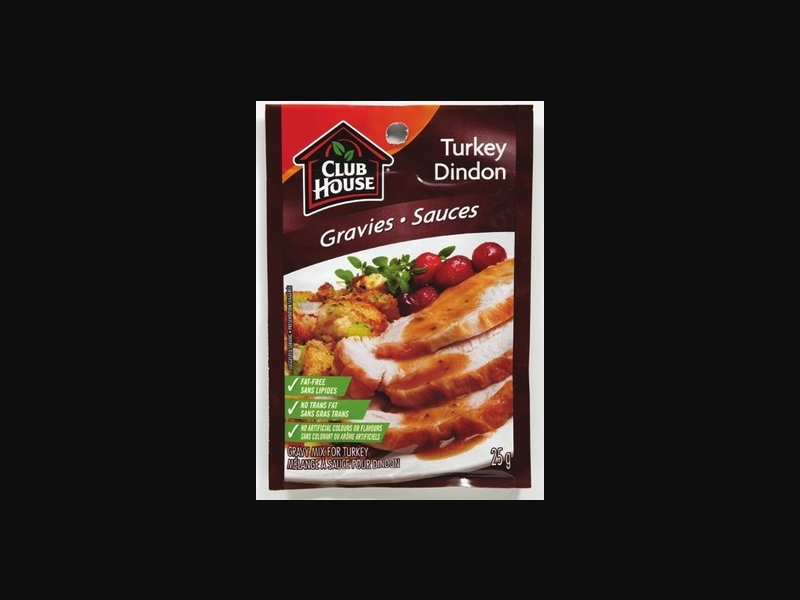 CLUB
HOUSE
Turkey
Dindon
Gravies • Sauces
FAT-FREE
SANS LIPIDES
NO TRANS FAT
SANS GRAS TRANS
NO ARTIFICIAL COLOURS OR FLAVOURS
SANS COLORANT OU ARÔME ARTIFICIELS
GRAVY MIX FOR TURKEY
MÉLANGE À SAUCE POUR DINDON
25 g